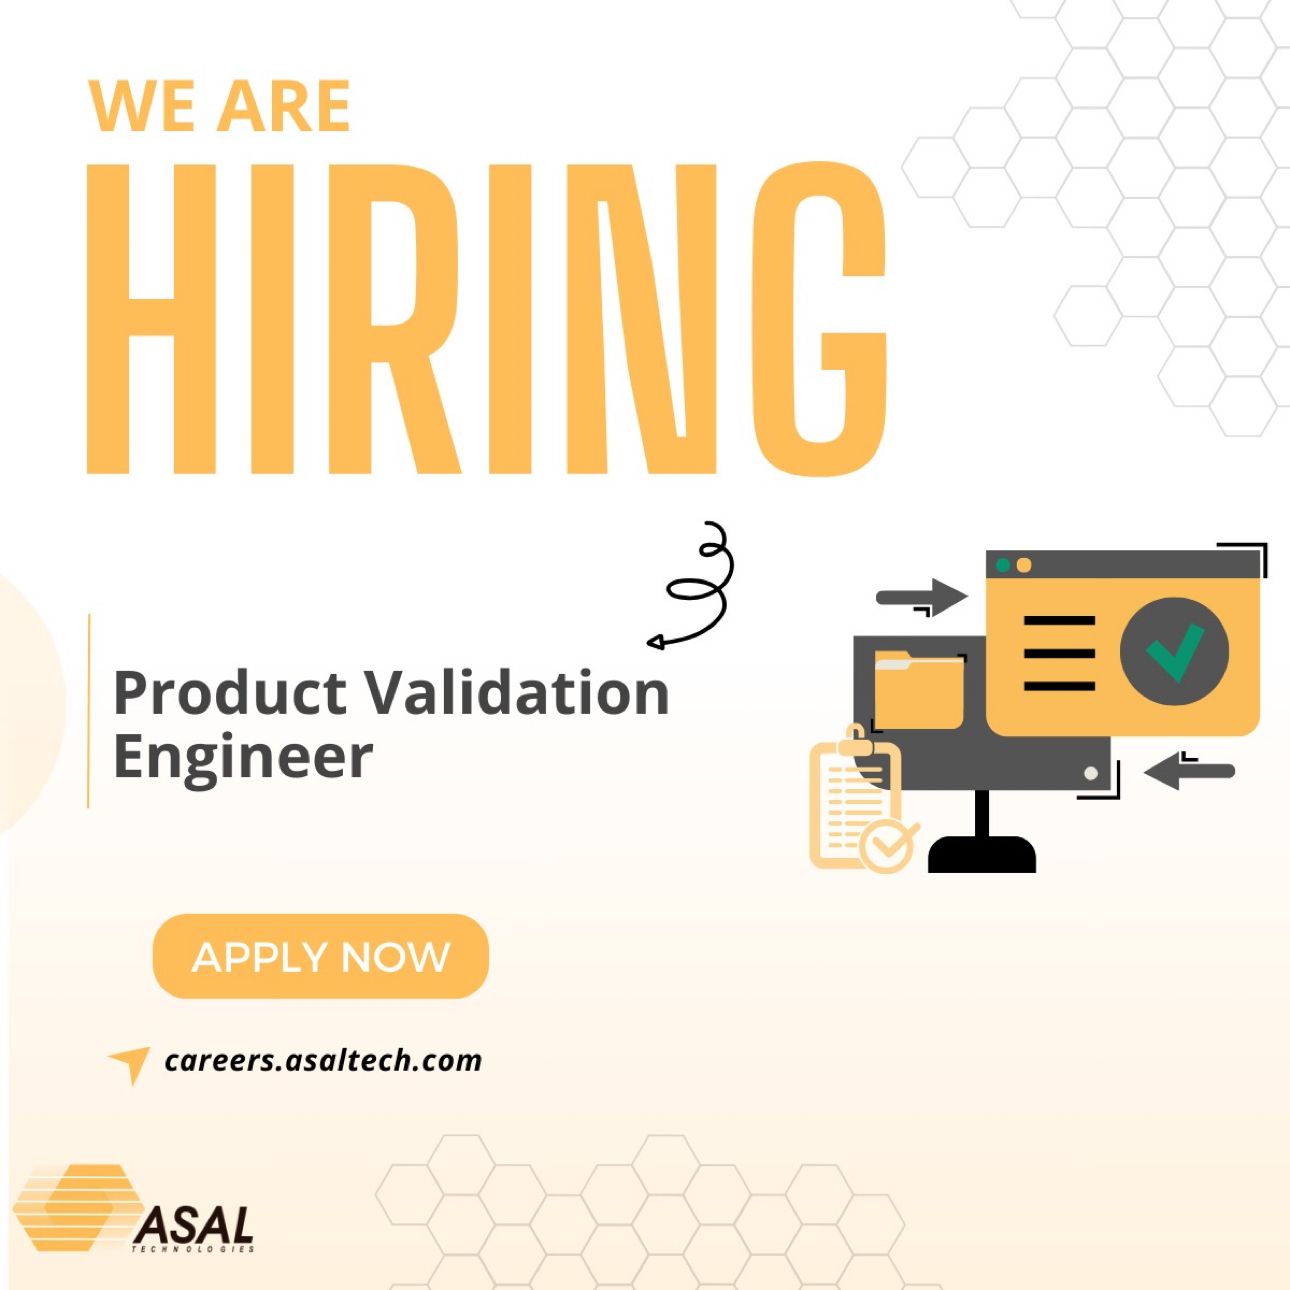 WE ARE
HIRING
Product Validation
Engineer
APPLY NOW
careers.asaltech.com
ASAL
TECHNOLOGIES